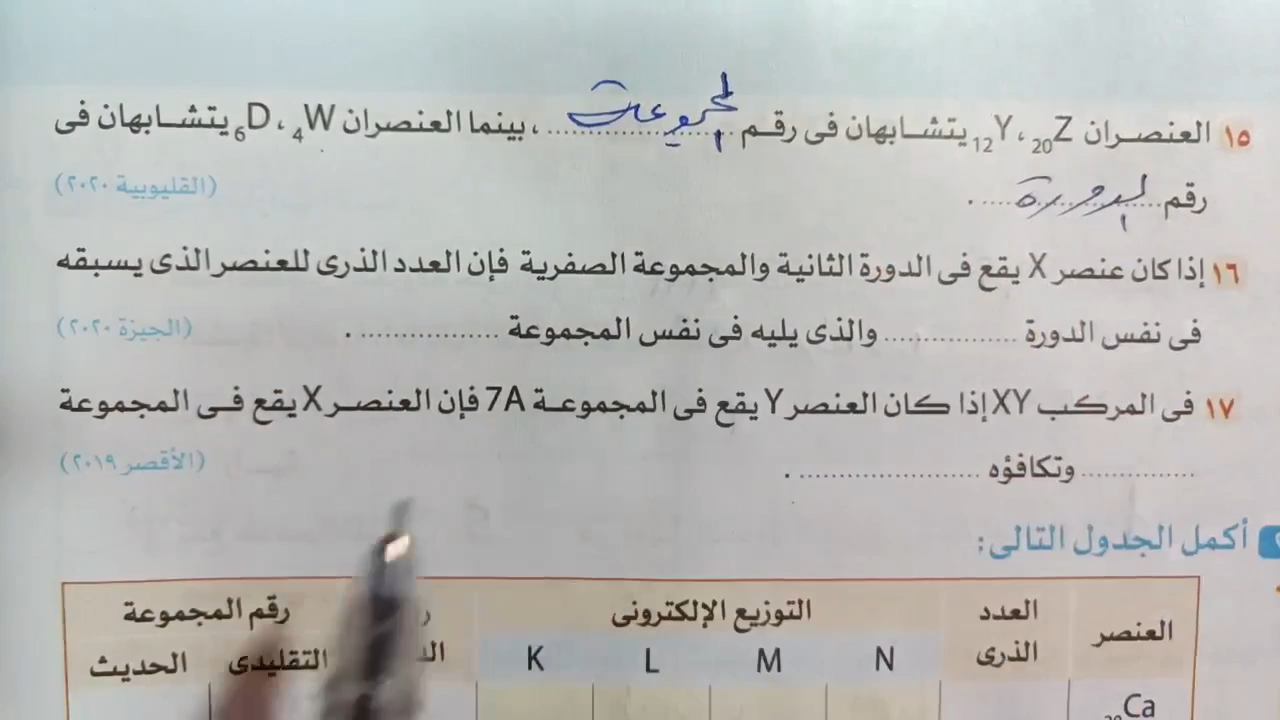 ١٥ العنصران ₂₀Z ،₁₂Y يتشابهان فى رقم المجموعة ، بينما العنصران ₄W ،₆D يتشابهان فى
رقم الدورة . (القليوبية ٢٠٢٠)
١٦ إذا كان عنصر X يقع فى الدورة الثانية والمجموعة الصفرية فإن العدد الذرى للعنصر الذى يسبقه
فى نفس الدورة ................ والذى يليه فى نفس المجموعة ................. . (الجيزة ٢٠٢٠)
١٧ فى المركب XY إذا كان العنصر Y يقع فى المجموعة 7A فإن العنصر X يقع فى المجموعة
.............. وتكافؤه ...................... . (الأقصر ٢٠١٩)
أكمل الجدول التالى :
العنصر العدد الذرى التوزيع الإلكترونى رقم المجموعة
N M L K التقليدى الحديث
₂₀Ca